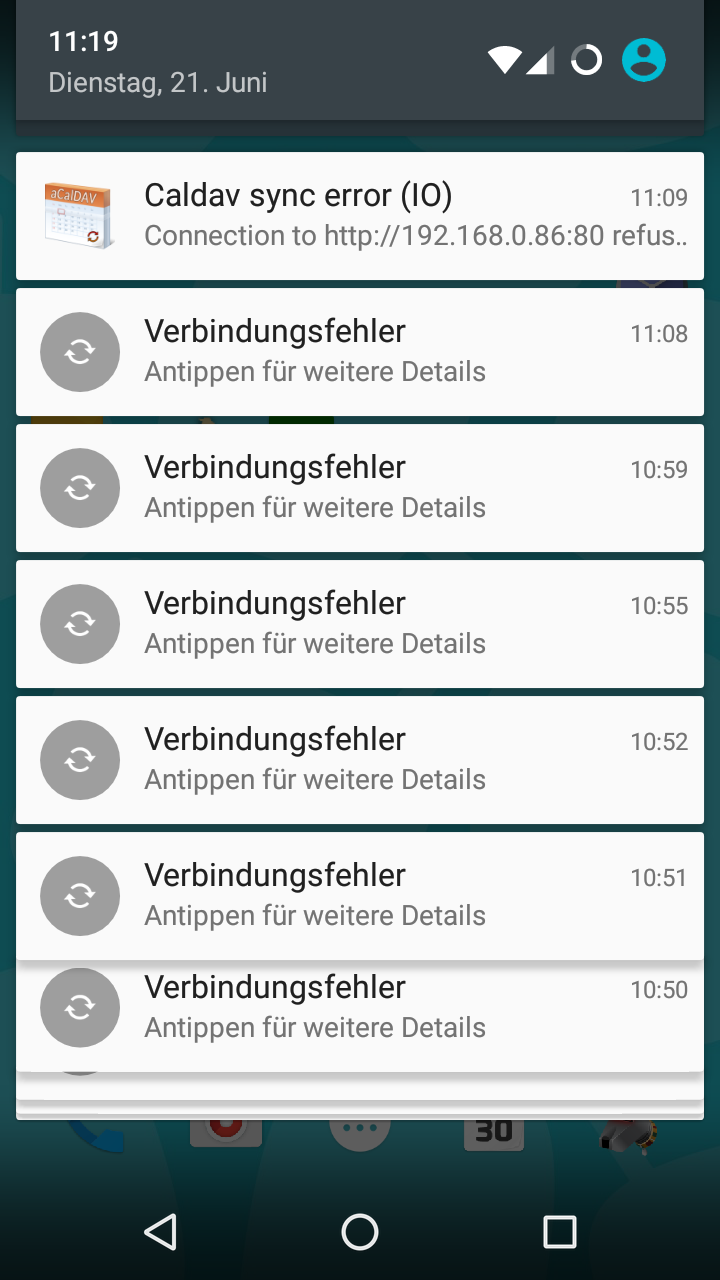 11:19
Dienstag, 21. Juni
aCalDAV
Caldav sync error (IO)
11:09
Connection to http://192.168.0.86:80 refus..
Verbindungsfehler
11:08
Antippen für weitere Details
Verbindungsfehler
10:59
Antippen für weitere Details
Verbindungsfehler
10:55
Antippen für weitere Details
Verbindungsfehler
10:52
Antippen für weitere Details
Verbindungsfehler
10:51
Antippen für weitere Details
Verbindungsfehler
10:50
Antippen für weitere Details
30